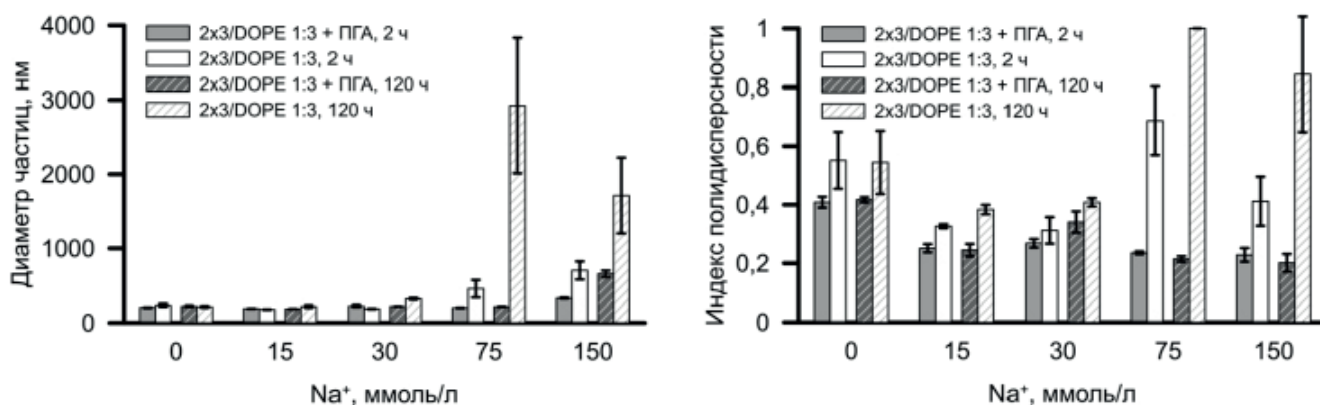 Диаметр частиц, нм
4000
3000
2000
1000
0
2x3/DOPE 1:3 + ПГА, 2 ч
2x3/DOPE 1:3, 2 ч
2x3/DOPE 1:3 + ПГА, 120 ч
2x3/DOPE 1:3, 120 ч
0 15 30 75 150
Na⁺, ммоль/л
Индекс полидисперсности
1
0,8
0,6
0,4
0,2
0
2x3/DOPE 1:3 + ПГА, 2 ч
2x3/DOPE 1:3, 2 ч
2x3/DOPE 1:3 + ПГА, 120 ч
2x3/DOPE 1:3, 120 ч
0 15 30 75 150
Na⁺, ммоль/л